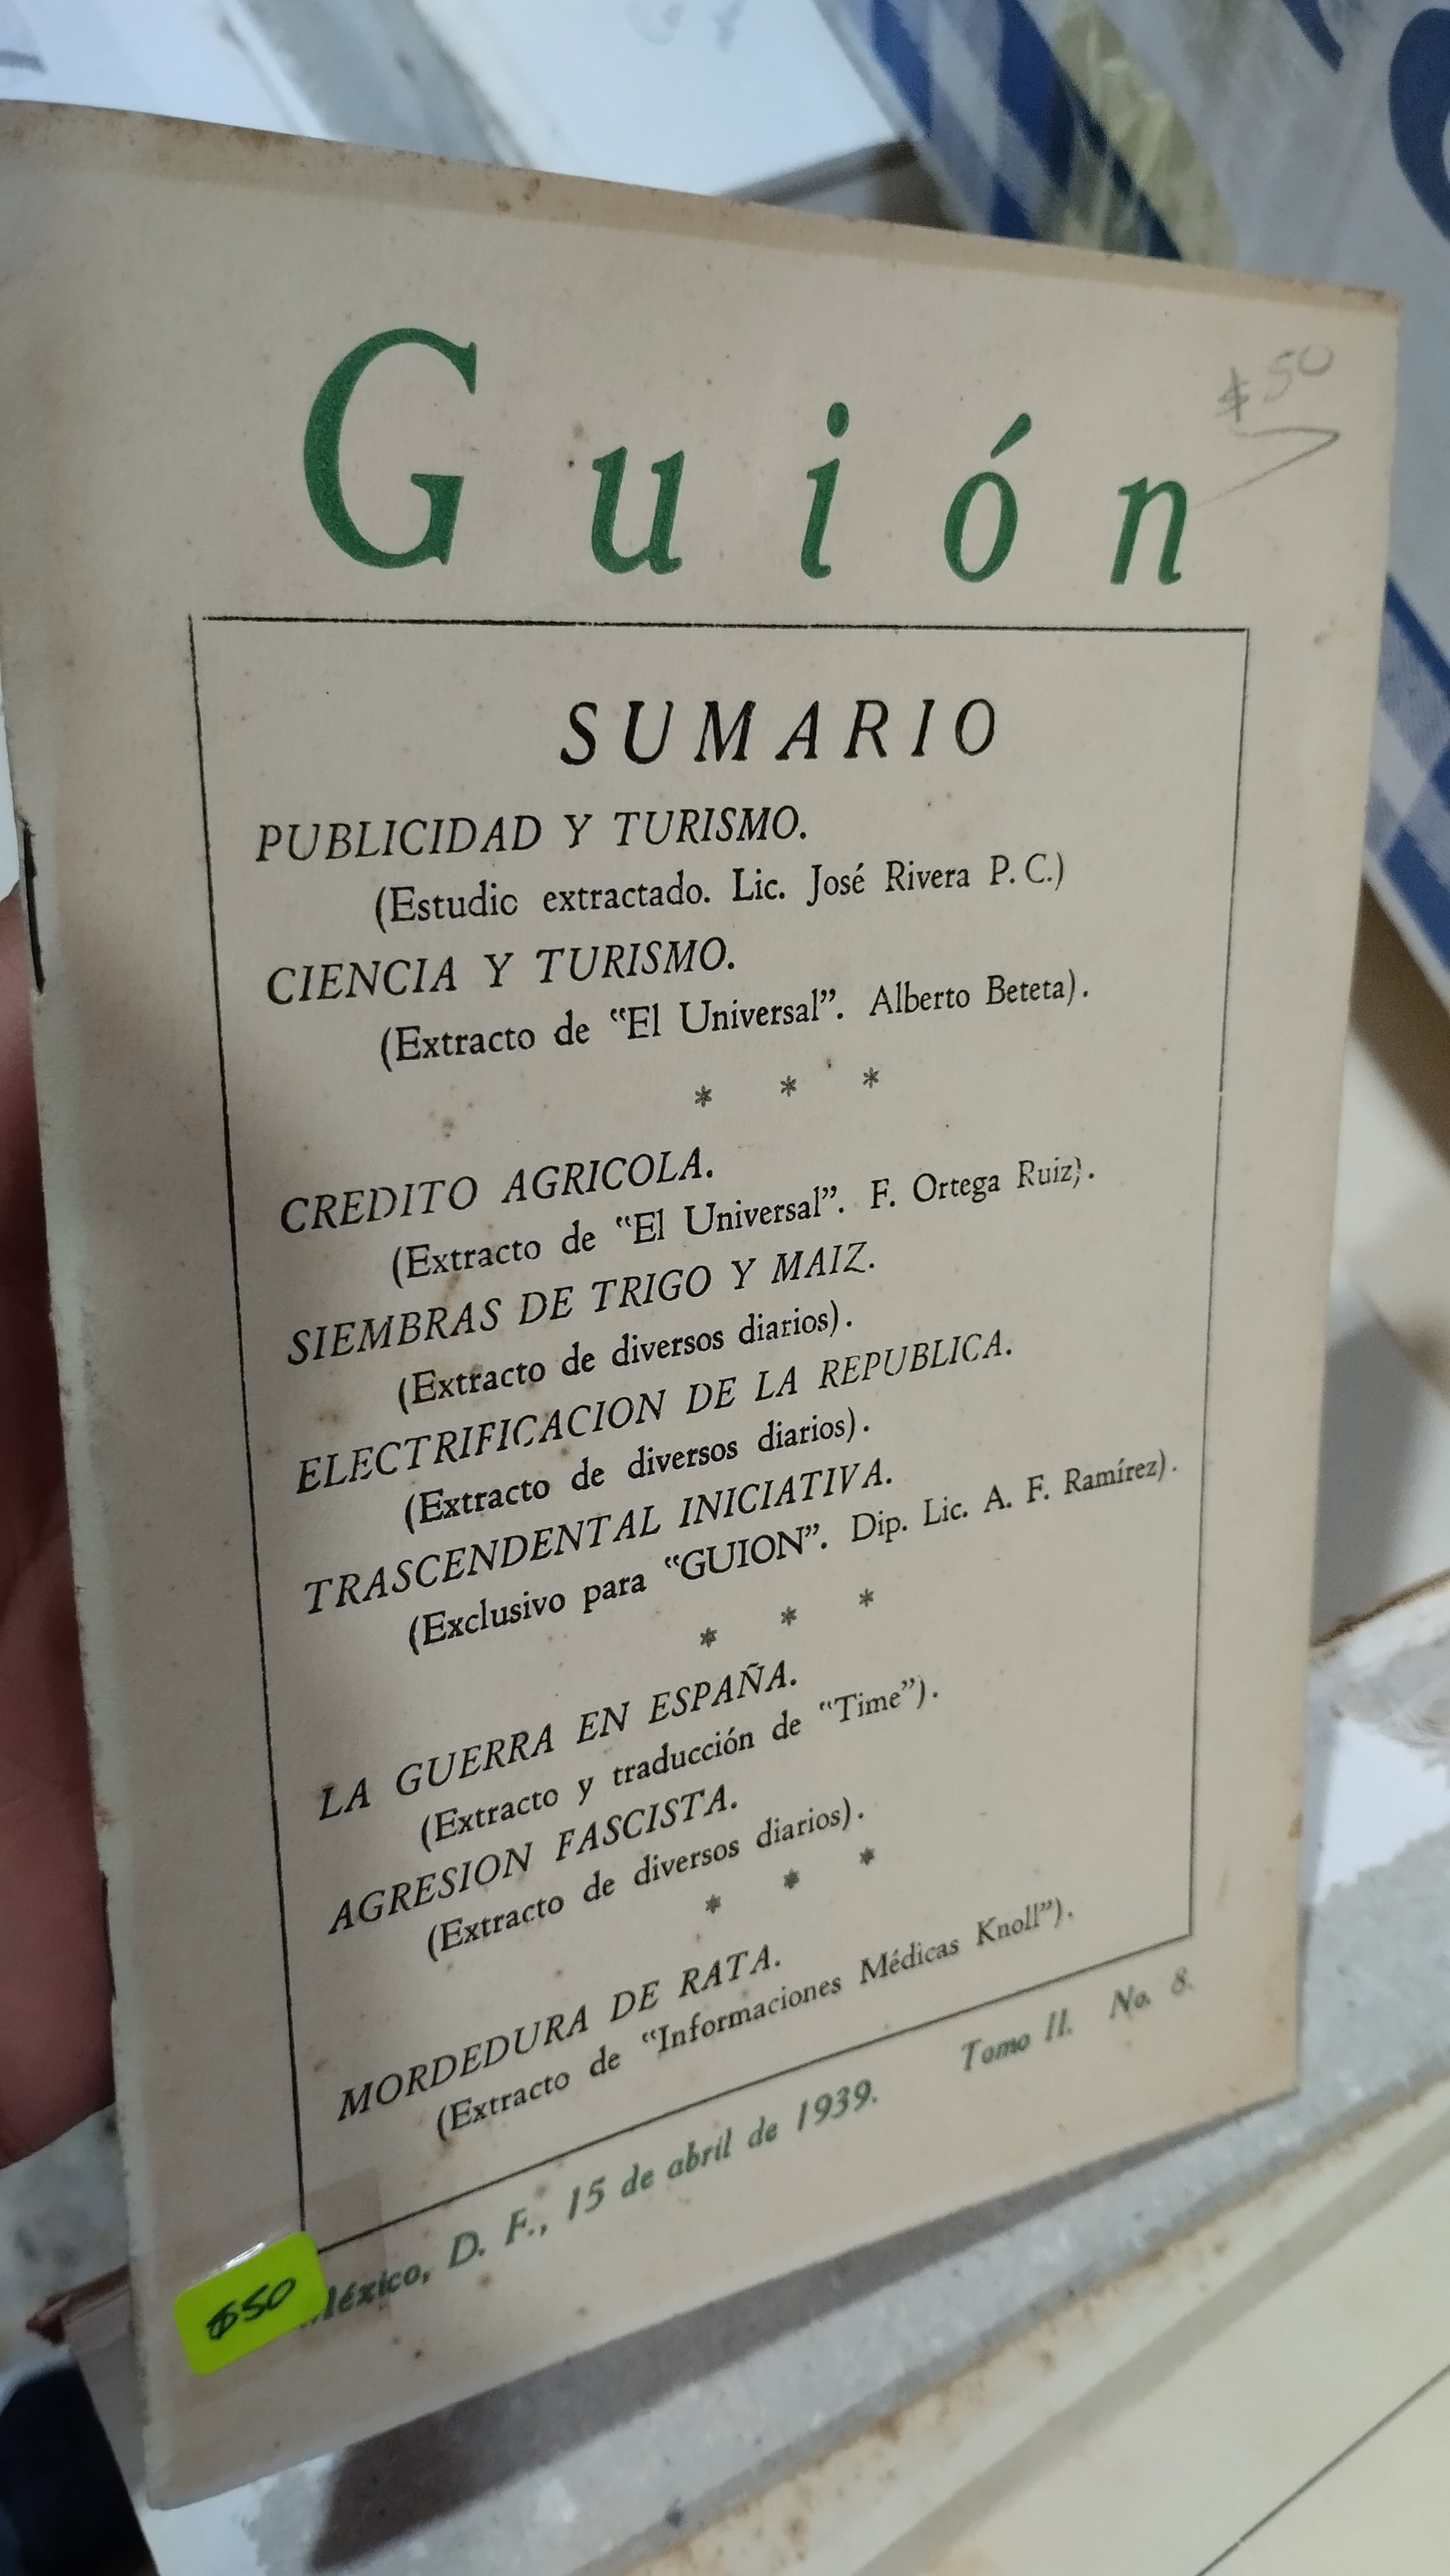 Guión
$50
SUMARIO
PUBLICIDAD Y TURISMO.
(Estudio extractado. Lic. José Rivera P. C.)
CIENCIA Y TURISMO.
(Extracto de “El Universal”. Alberto Beteta).
* * *
CREDITO AGRICOLA.
(Extracto de “El Universal”. F. Ortega Ruiz).
SIEMBRAS DE TRIGO Y MAIZ.
(Extracto de diversos diarios).
ELECTRIFICACION DE LA REPUBLICA.
(Extracto de diversos diarios).
TRASCENDENTAL INICIATIVA.
(Exclusivo para “GUION”. Dip. Lic. A. F. Ramírez).
* * *
LA GUERRA EN ESPAÑA.
(Extracto y traducción de “Time”).
AGRESION FASCISTA.
(Extracto de diversos diarios).
* * *
MORDEDURA DE RATA.
(Extracto de “Informaciones Médicas Knoll”).
México, D. F., 15 de abril de 1939. Tomo II. No. 8.
$50